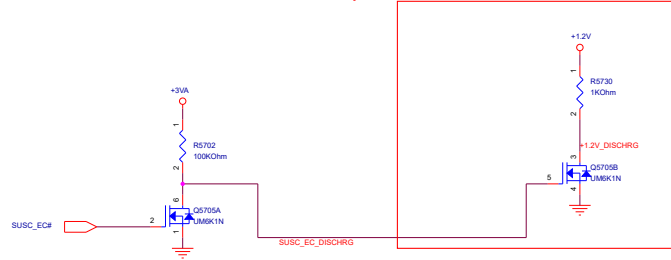 +1.2V
1
R5730
1KOhm
2
+3VA
1
R5702
100KOhm
2
+1.2V_DISCHRG
3
Q5705B
5
UM6K1N
4
6
Q5705A
SUSC_EC#
2
UM6K1N
1
SUSC_EC_DISCHRG